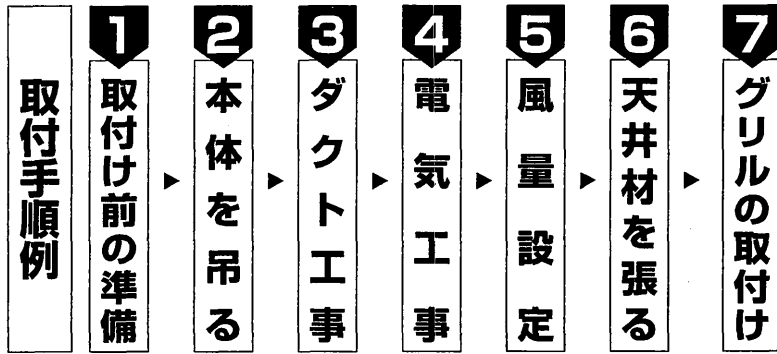 取付手順例
1
取付け前の準備
2
本体を吊る
3
ダクト工事
4
電気工事
5
風量設定
6
天井材を張る
7
グリルの取付け